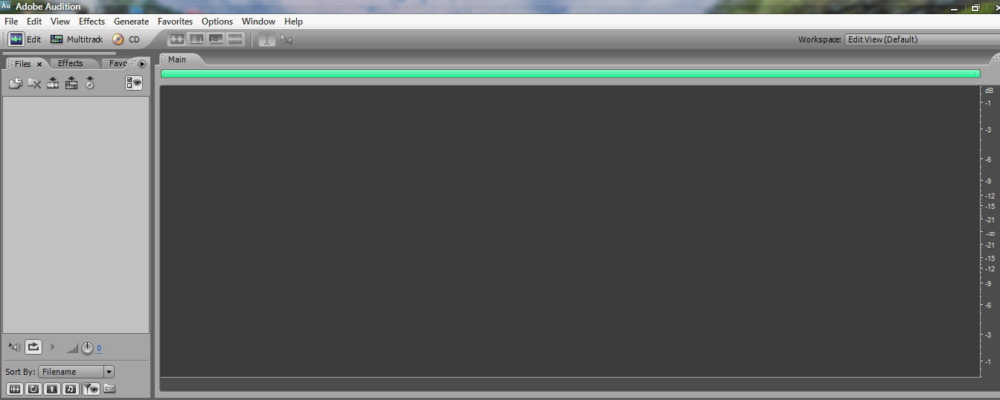 Au Adobe Audition
File Edit View Effects Generate Favorites Options Window Help
Edit Multitrack CD Workspace: Edit View (Default)
Files Effects Favo
Main
dB
-1
-3
-6
-9
-12
-15
-21
-∞
-21
-15
-12
-9
-6
-3
-1
0
Sort By: Filename